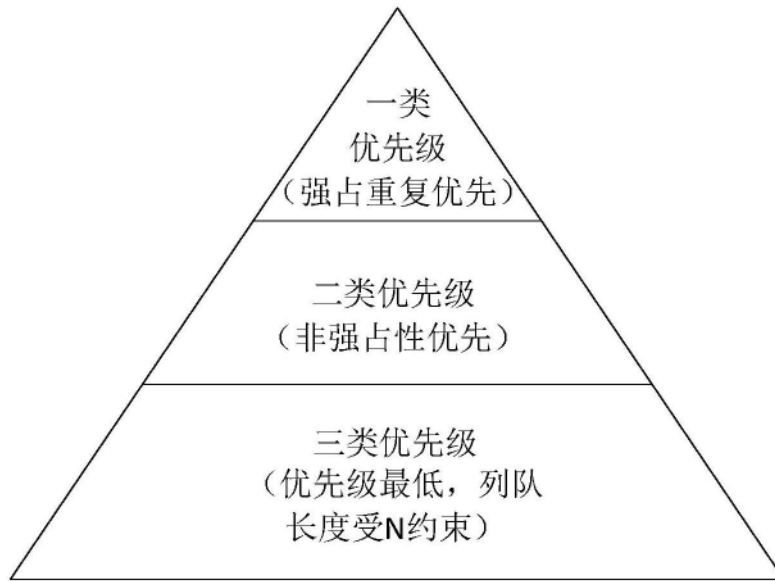 一类
优先级
（强占重复优先）
二类优先级
（非强占性优先）
三类优先级
（优先级最低，列队
长度受N约束）